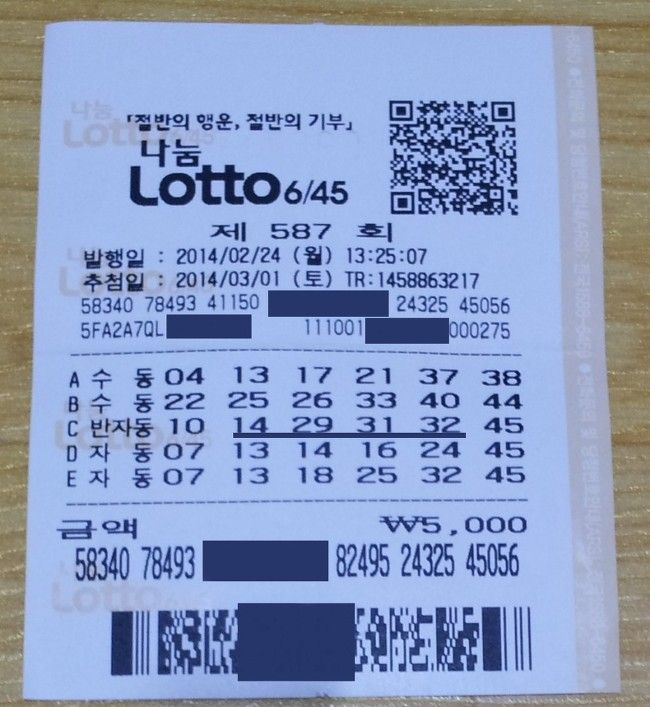 「절반의 행운, 절반의 기부」
나눔
Lotto 6/45
제 587 회
발행일 : 2014/02/24 (월) 13:25:07
추첨일 : 2014/03/01 (토) TR:1458863217
58340 78493 41150 24325 45056
5FA2A7QL 111001 000275
A 수 동 04 13 17 21 37 38
B 수 동 22 25 26 33 40 44
C 반자동 10 14 29 31 32 45
D 자 동 07 13 14 16 24 45
E 자 동 07 13 18 25 32 45
금액 ₩5,000
58340 78493 82495 24325 45056